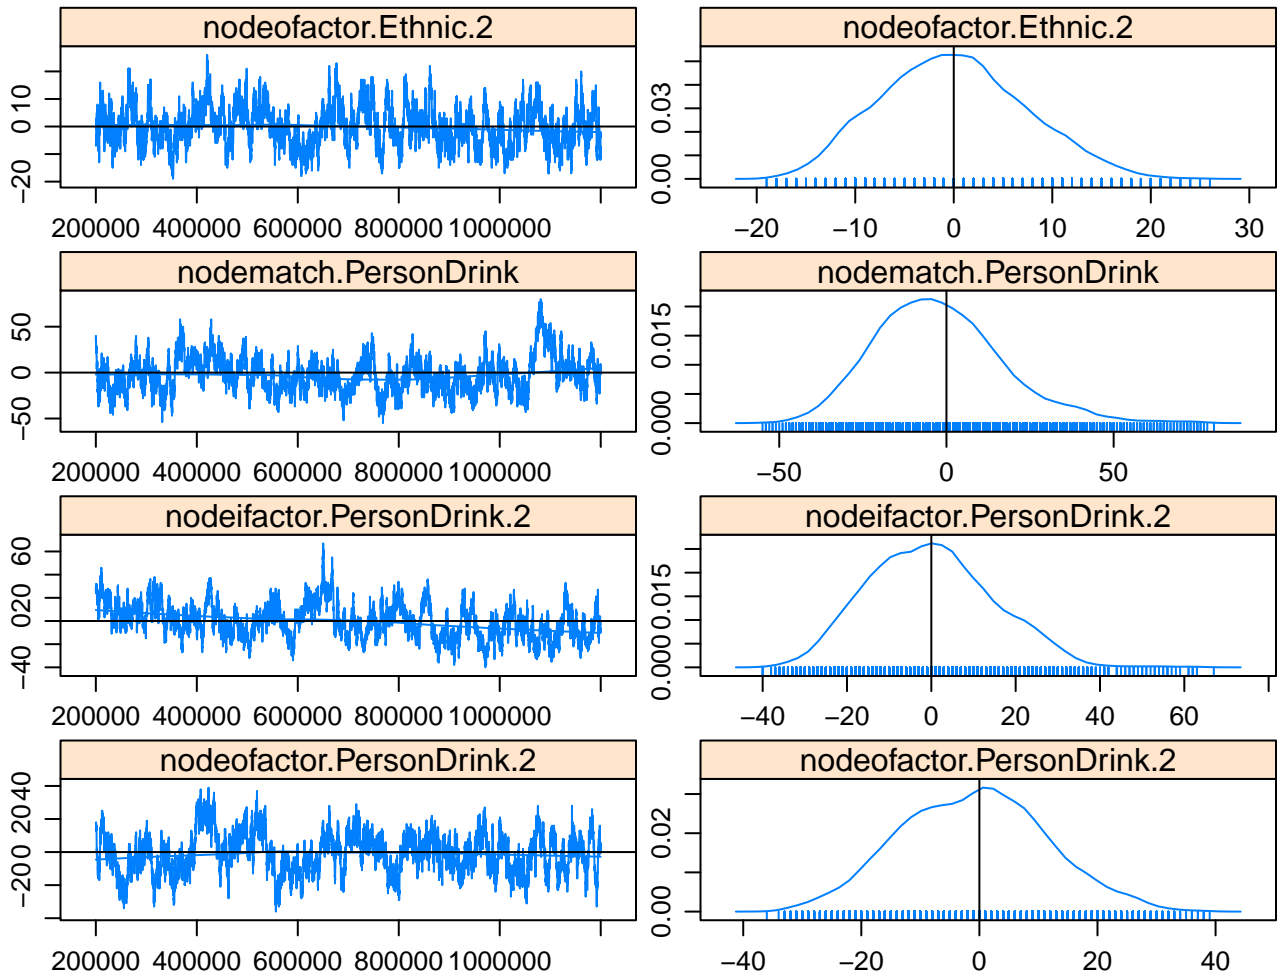 nodeofactor.Ethnic.2
−20 0 10
200000 400000 600000 800000 1000000
nodeofactor.Ethnic.2
0.00 0.03
−20 −10 0 10 20 30
nodematch.PersonDrink
−50 0 50
200000 400000 600000 800000 1000000
nodematch.PersonDrink
0.000 0.015
−50 0 50
nodeifactor.PersonDrink.2
−40 0 20 60
200000 400000 600000 800000 1000000
nodeifactor.PersonDrink.2
0.000 0.015
−40 −20 0 20 40 60
nodeofactor.PersonDrink.2
−20 0 20 40
200000 400000 600000 800000 1000000
nodeofactor.PersonDrink.2
0.00 0.02
−40 −20 0 20 40